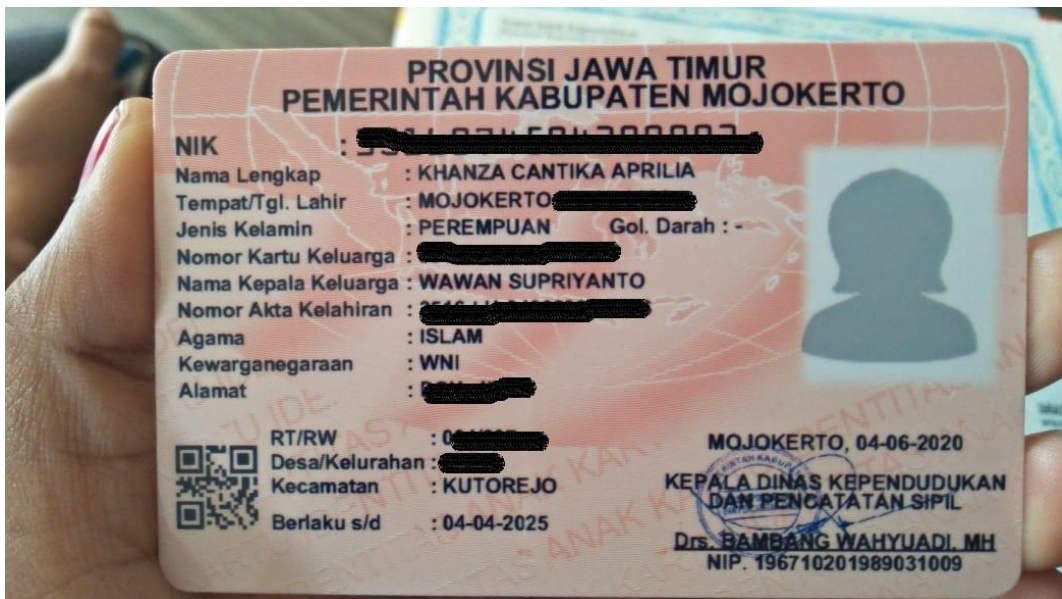 PROVINSI JAWA TIMUR
PEMERINTAH KABUPATEN MOJOKERTO
NIK :
Nama Lengkap : KHANZA CANTIKA APRILIA
Tempat/Tgl. Lahir : MOJOKERTO
Jenis Kelamin : PEREMPUAN Gol. Darah : -
Nomor Kartu Keluarga :
Nama Kepala Keluarga : WAWAN SUPRIYANTO
Nomor Akta Kelahiran :
Agama : ISLAM
Kewarganegaraan : WNI
Alamat :
RT/RW :
Desa/Kelurahan :
Kecamatan : KUTOREJO
Berlaku s/d : 04-04-2025
MOJOKERTO, 04-06-2020
KEPALA DINAS KEPENDUDUKAN
DAN PENCATATAN SIPIL
Drs. BAMBANG WAHYUADI, MH
NIP. 196710201989031009